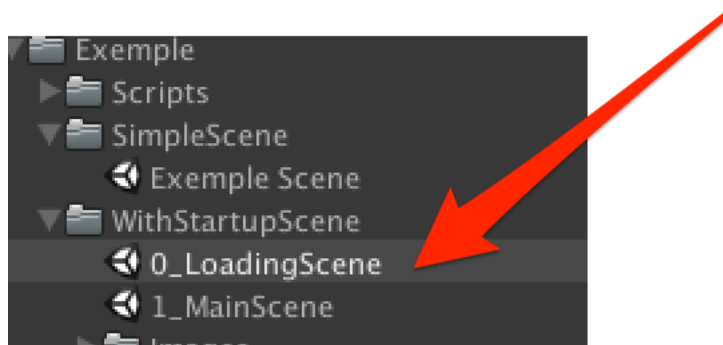 Exemple
Scripts
SimpleScene
Exemple Scene
WithStartupScene
0_LoadingScene
1_MainScene